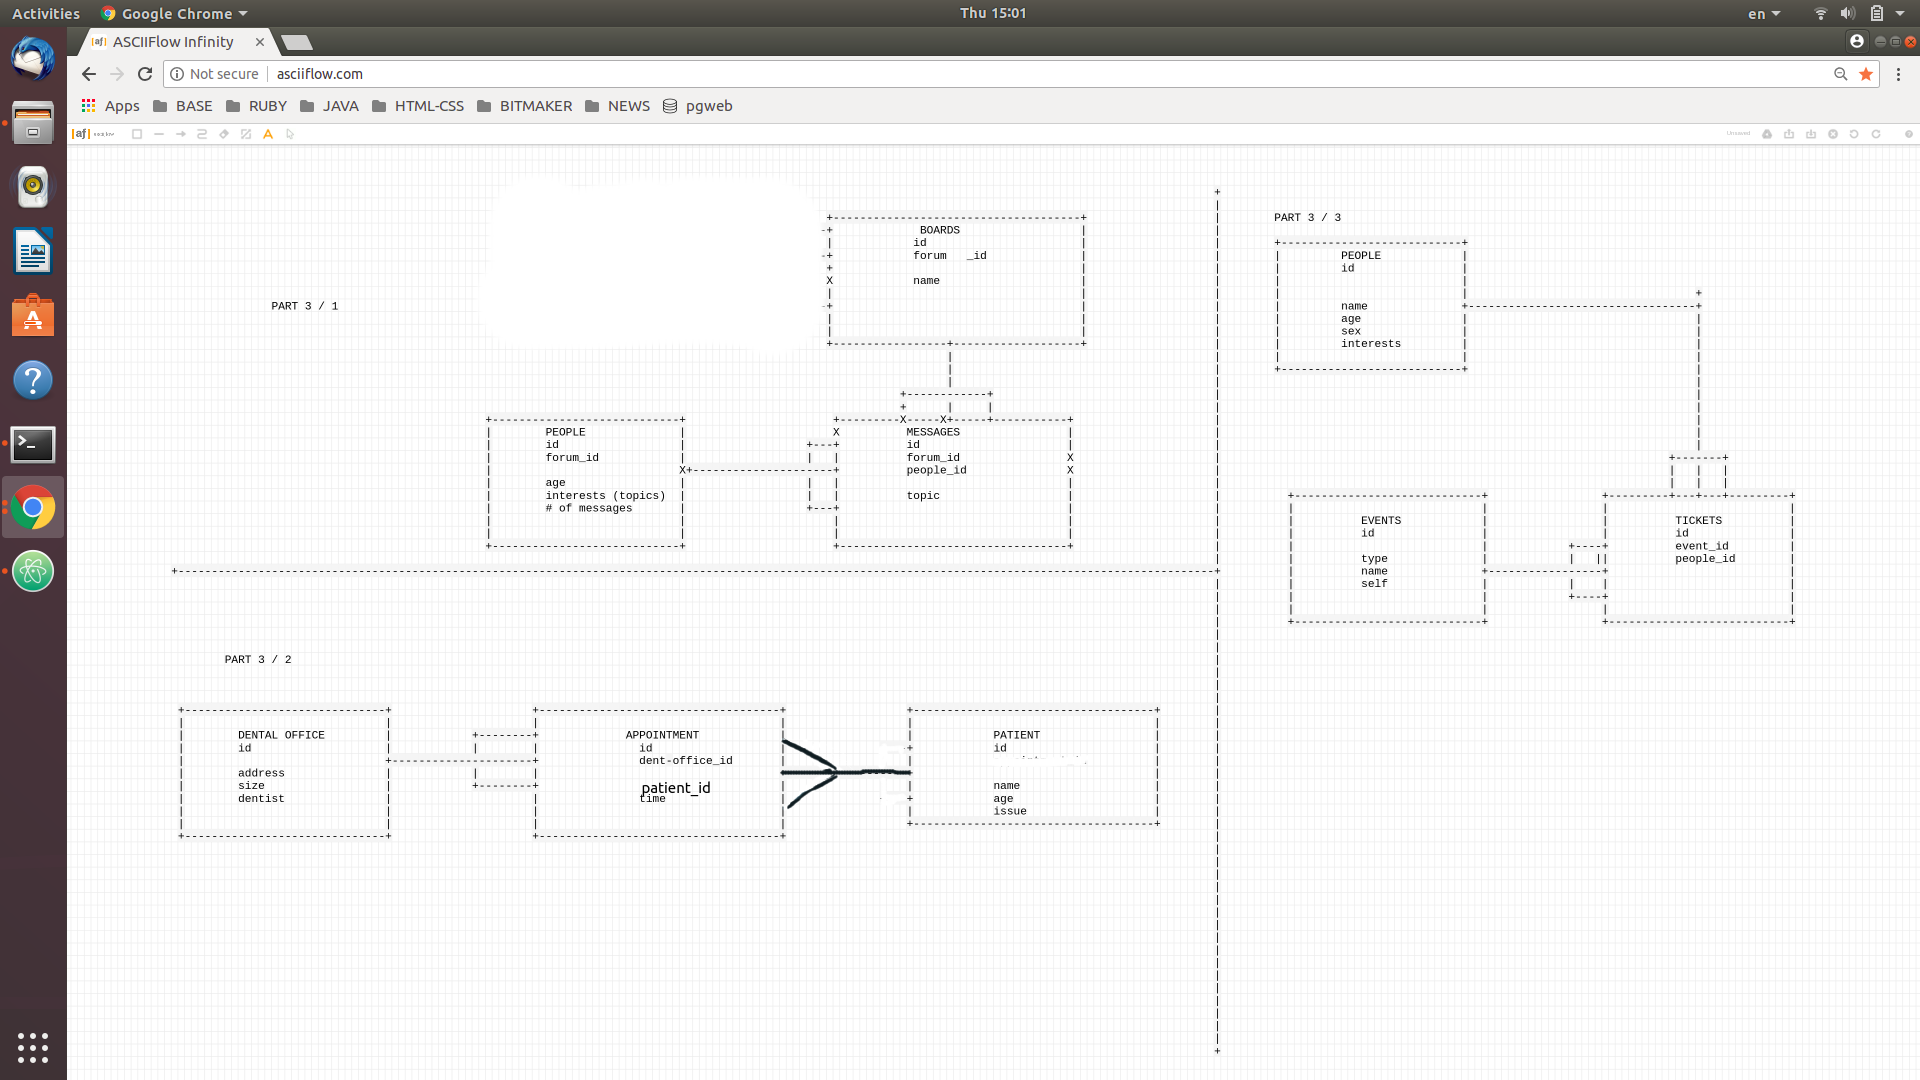 Activities
Google Chrome
Thu 15:01
en
|af| ASCIIFlow Infinity
Not secure
asciiflow.com
Apps
BASE
RUBY
JAVA
HTML-CSS
BITMAKER
NEWS
pgweb
|af|
Unsaved
PART 3 / 1
BOARDS
id
forum _id
name
PEOPLE
id
forum_id
age
interests (topics)
# of messages
MESSAGES
id
forum_id
people_id
topic
PART 3 / 3
PEOPLE
id
name
age
sex
interests
EVENTS
id
type
name
self
TICKETS
id
event_id
people_id
PART 3 / 2
DENTAL OFFICE
id
address
size
dentist
APPOINTMENT
id
dent-office_id
patient_id
time
PATIENT
id
name
age
issue